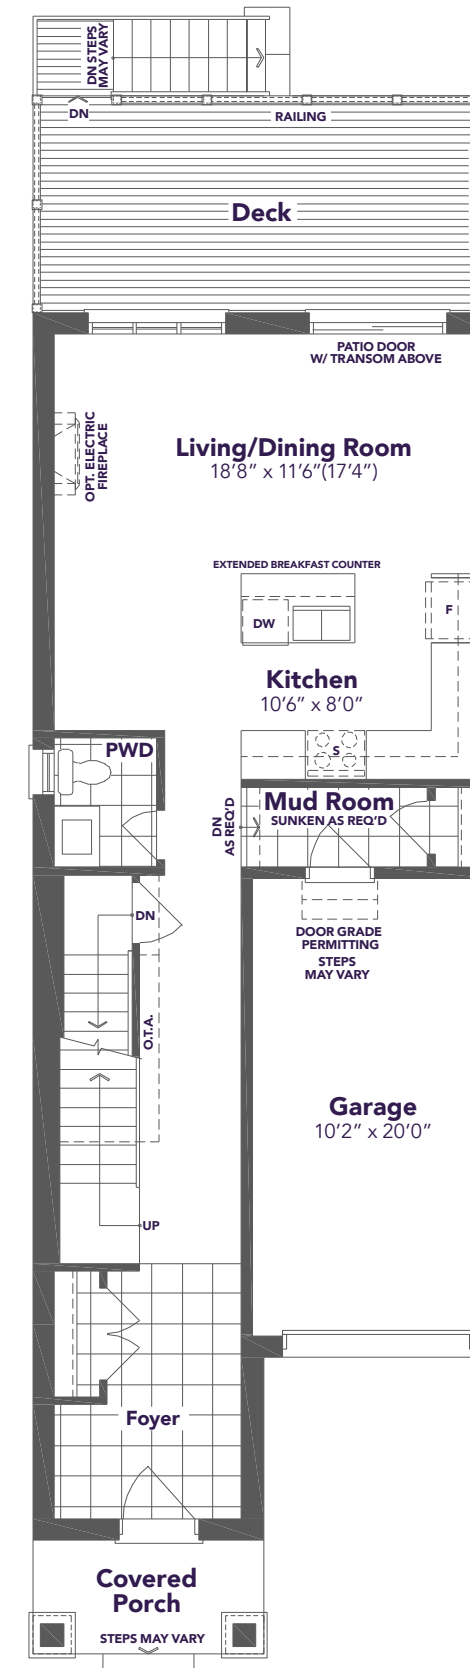 DN STEPS
MAY VARY
DN
RAILING
Deck
PATIO DOOR
W/ TRANSOM ABOVE
OPT. ELECTRIC
FIREPLACE
Living/Dining Room
18'8" x 11'6"(17'4")
EXTENDED BREAKFAST COUNTER
DW
F
Kitchen
10'6" x 8'0"
S
PWD
DN
AS REQ'D
Mud Room
SUNKEN AS REQ'D
DN
DOOR GRADE
PERMITTING
STEPS
MAY VARY
O.T.A.
Garage
10'2" x 20'0"
UP
Foyer
Covered
Porch
STEPS MAY VARY